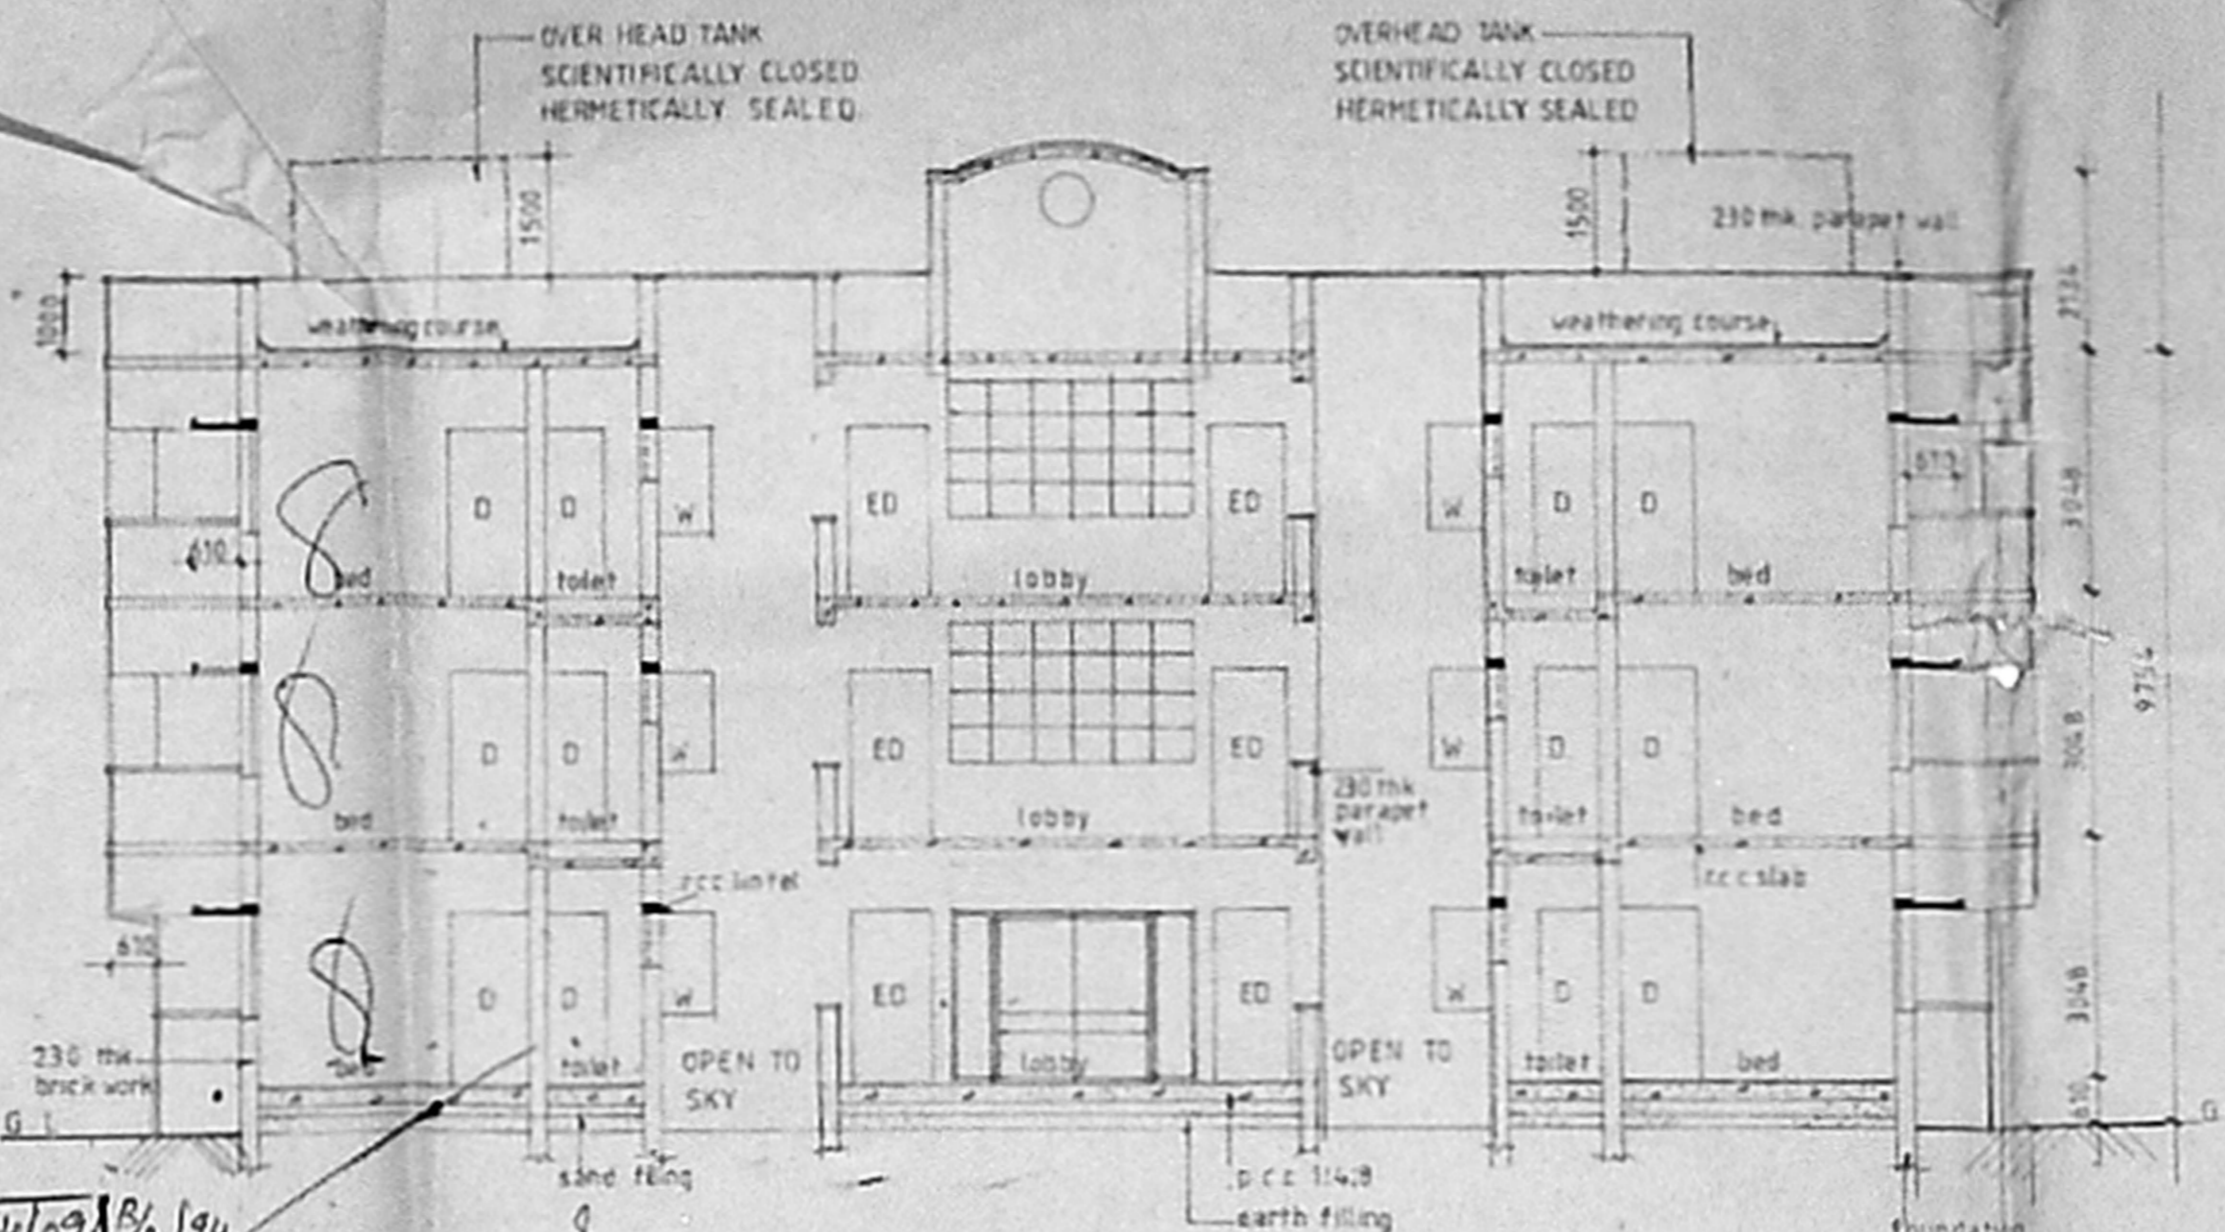 OVER HEAD TANK
SCIENTIFICALLY CLOSED
HERMETICALLY SEALED.
OVERHEAD TANK
SCIENTIFICALLY CLOSED
HERMETICALLY SEALED
1500
1500
230 thk. parapet wall
1000
weathering course
weathering course
2134
D
D
W
ED
ED
W
D
D
610
3048
610
bed
toilet
lobby
toilet
bed
D
D
W
ED
ED
W
D
D
3048
9754
230 thk
parapet
wall
bed
toilet
lobby
toilet
bed
r.c.c lintel
r.c.c slab
610
D
D
W
ED
ED
W
D
D
3048
230 thk
brick work
bed
toilet
OPEN TO
SKY
lobby
OPEN TO
SKY
toilet
bed
610
G L
G
sand filing
p.c.c 1:4:8
earth filling
foundation